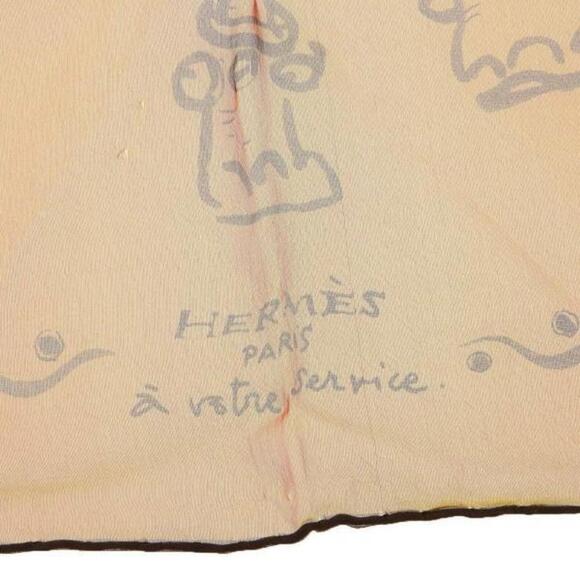 HERMÈS
PARIS
à votre service.